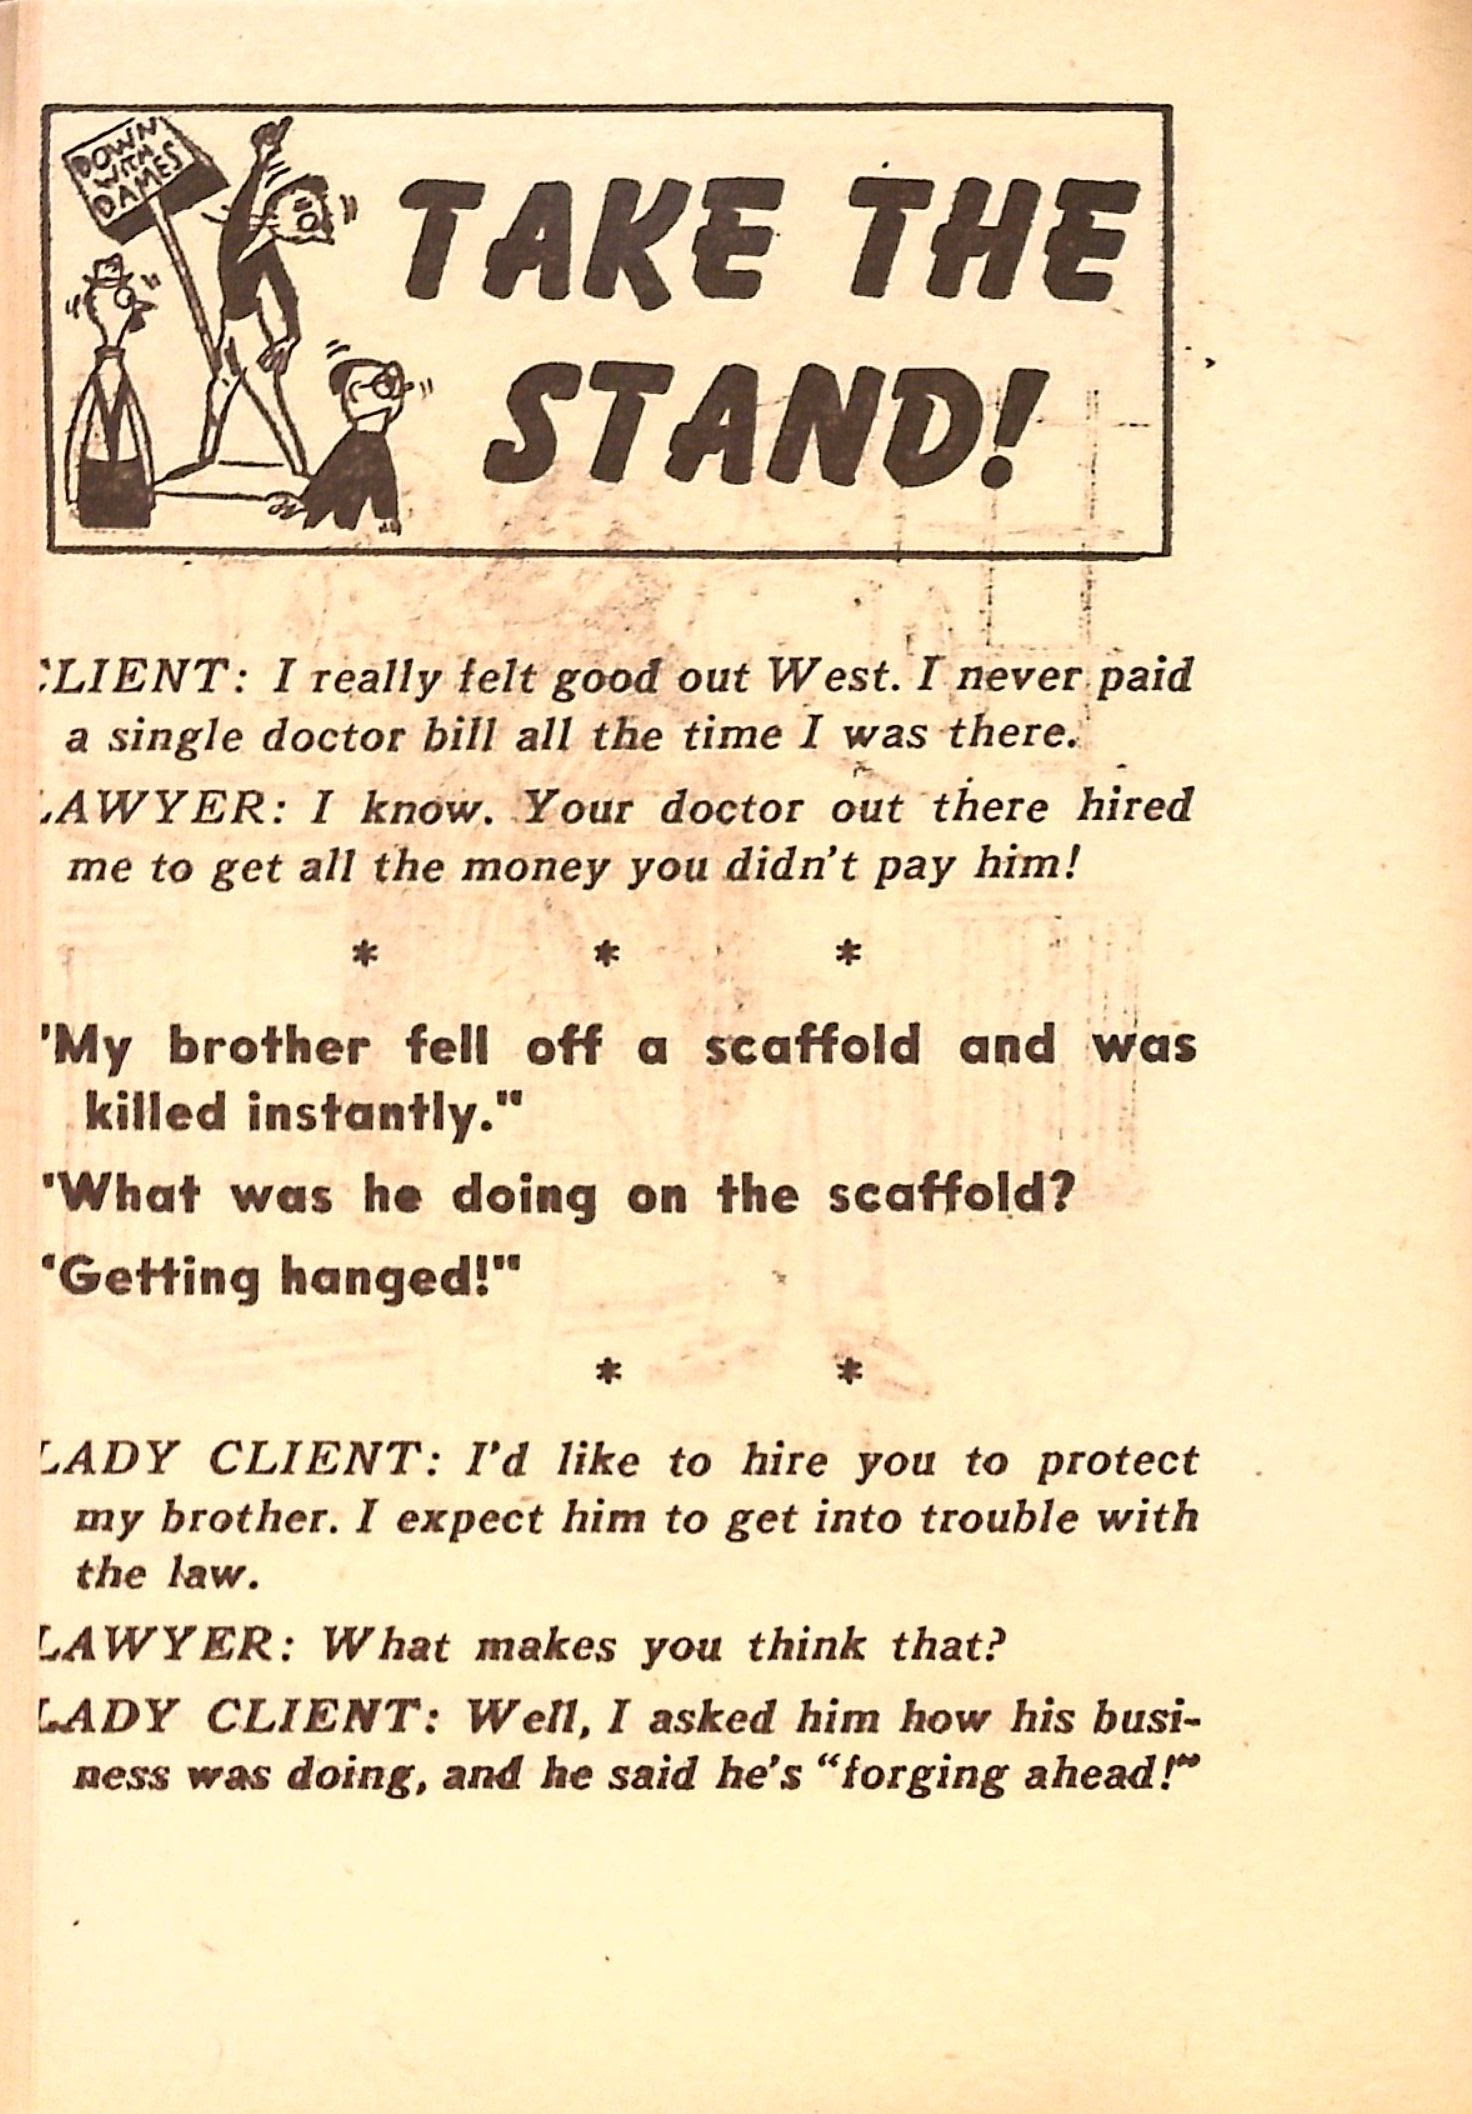 DOWN
WITH
DAMES
TAKE THE
STAND!
CLIENT: I really felt good out West. I never paid
a single doctor bill all the time I was there.
LAWYER: I know. Your doctor out there hired
me to get all the money you didn't pay him!
* * *
"My brother fell off a scaffold and was
killed instantly."
"What was he doing on the scaffold?
"Getting hanged!"
* *
LADY CLIENT: I'd like to hire you to protect
my brother. I expect him to get into trouble with
the law.
LAWYER: What makes you think that?
LADY CLIENT: Well, I asked him how his busi-
ness was doing, and he said he's "forging ahead!"